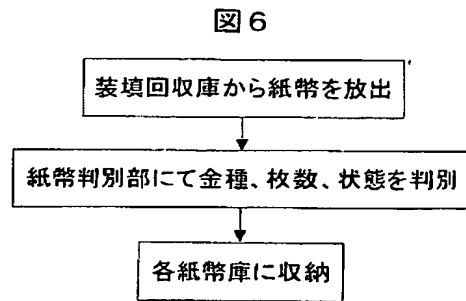 図6
装填回収庫から紙幣を放出
紙幣判別部にて金種、枚数、状態を判別
各紙幣庫に収納